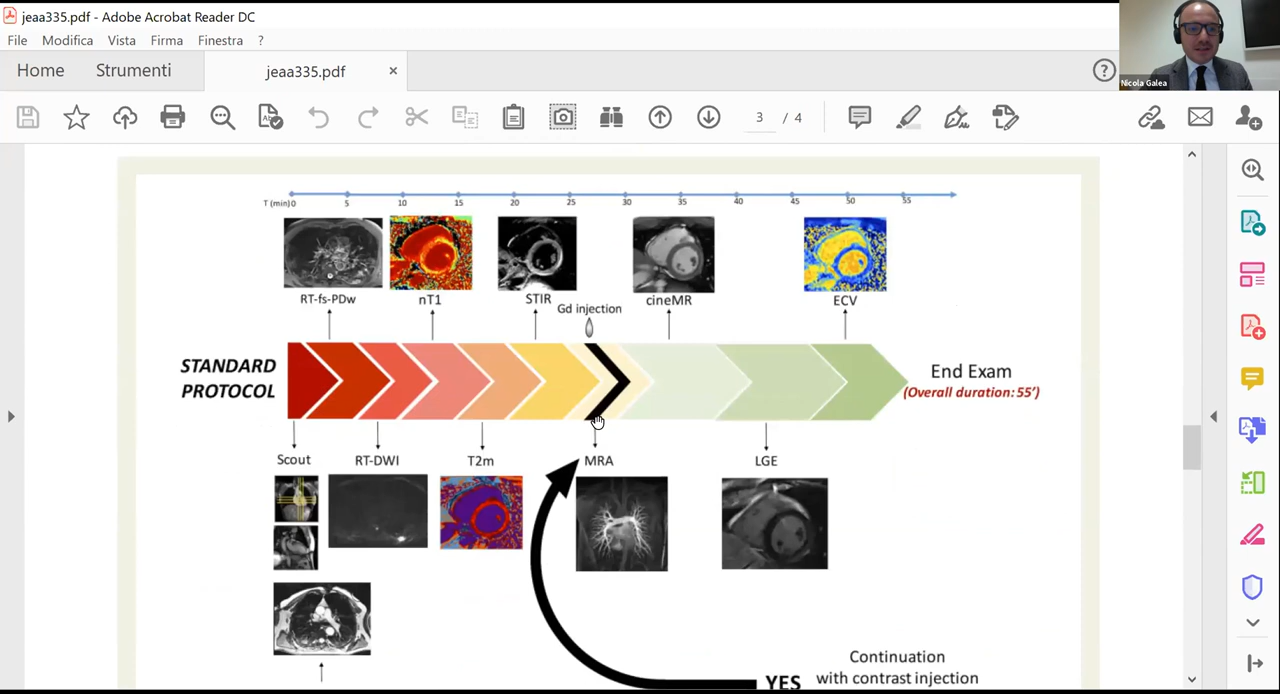 jeaa335.pdf - Adobe Acrobat Reader DC
File Modifica Vista Firma Finestra ?
Home Strumenti jeaa335.pdf ×
Nicola Galea
3 / 4
T (min) 0 5 10 15 20 25 30 35 40 45 50 55
RT-fs-PDw nT1 STIR cineMR ECV
Gd injection
STANDARD
PROTOCOL
End Exam
(Overall duration: 55')
Scout RT-DWI T2m MRA LGE
Continuation
YES with contrast injection